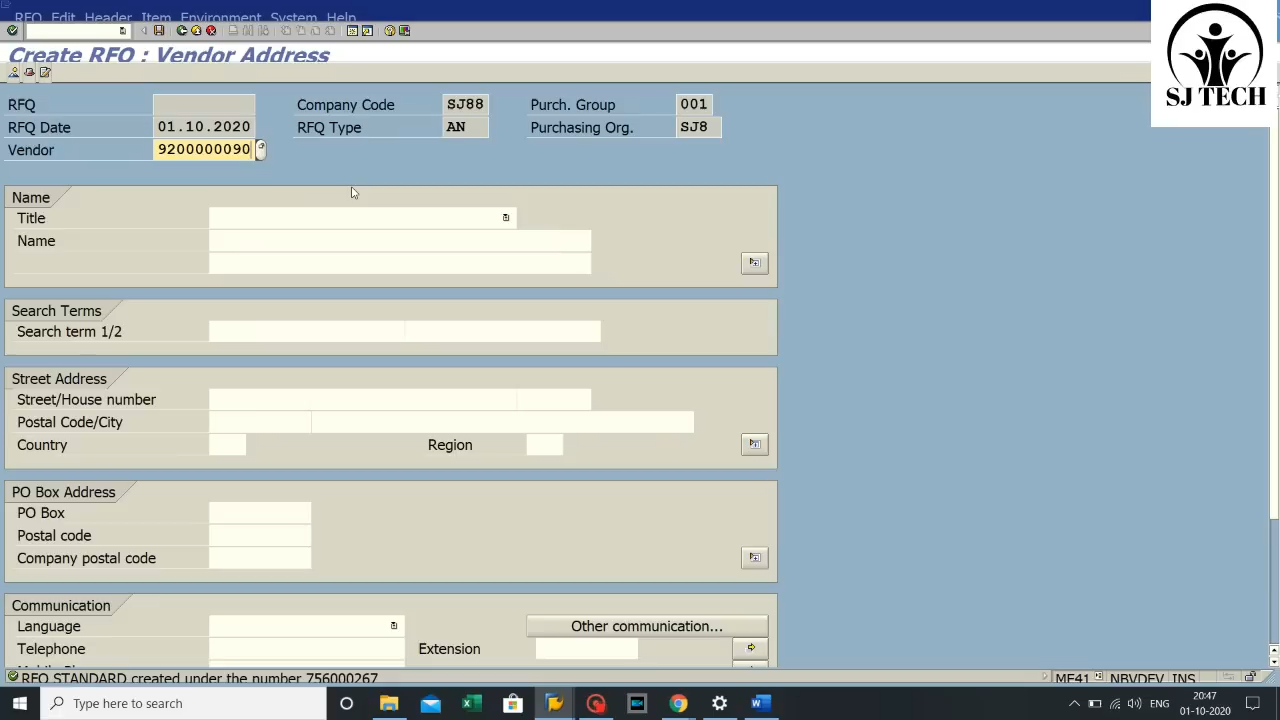 RFQ Edit Header Item Environment System Help
Create RFQ : Vendor Address
SJ TECH
RFQ Company Code SJ88 Purch. Group 001
RFQ Date 01.10.2020 RFQ Type AN Purchasing Org. SJ8
Vendor 9200000090
Name
Title
Name
Search Terms
Search term 1/2
Street Address
Street/House number
Postal Code/City
Country Region
PO Box Address
PO Box
Postal code
Company postal code
Communication
Language Other communication...
Telephone Extension
RFQ STANDARD created under the number 756000267 ME41 NBVDEV INS
Type here to search ENG 20:47
01-10-2020